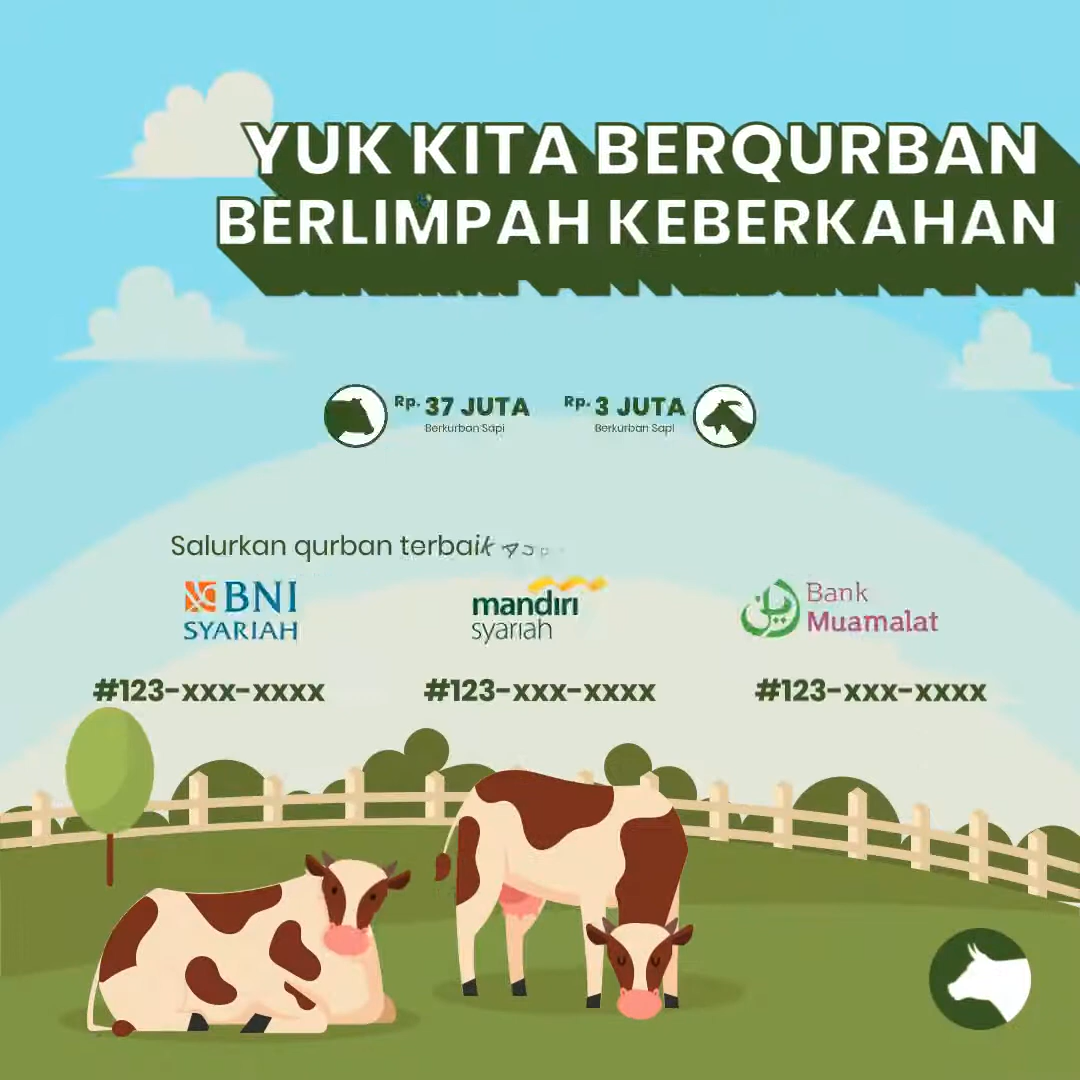 YUK KITA BERQURBAN
BERLIMPAH KEBERKAHAN
Rp. 37 JUTA
Berkurban Sapi
Rp. 3 JUTA
Berkurban Sapi
Salurkan qurban terbaik
BNI
SYARIAH
mandiri
syariah
Bank
Muamalat
#123-xxx-xxxx
#123-xxx-xxxx
#123-xxx-xxxx